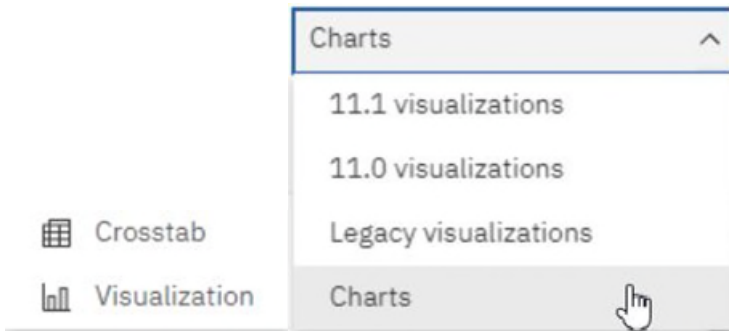 Charts
11.1 visualizations
11.0 visualizations
Crosstab
Legacy visualizations
Visualization
Charts